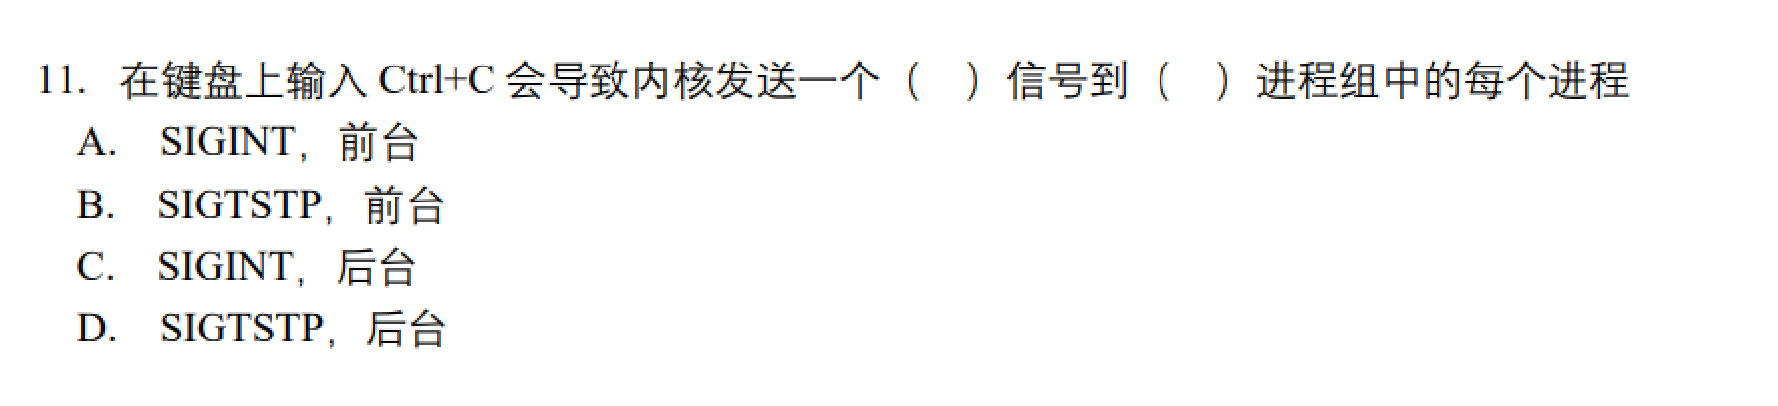 11. 在键盘上输入 Ctrl+C 会导致内核发送一个（ ）信号到（ ）进程组中的每个进程
A. SIGINT，前台
B. SIGTSTP，前台
C. SIGINT，后台
D. SIGTSTP，后台